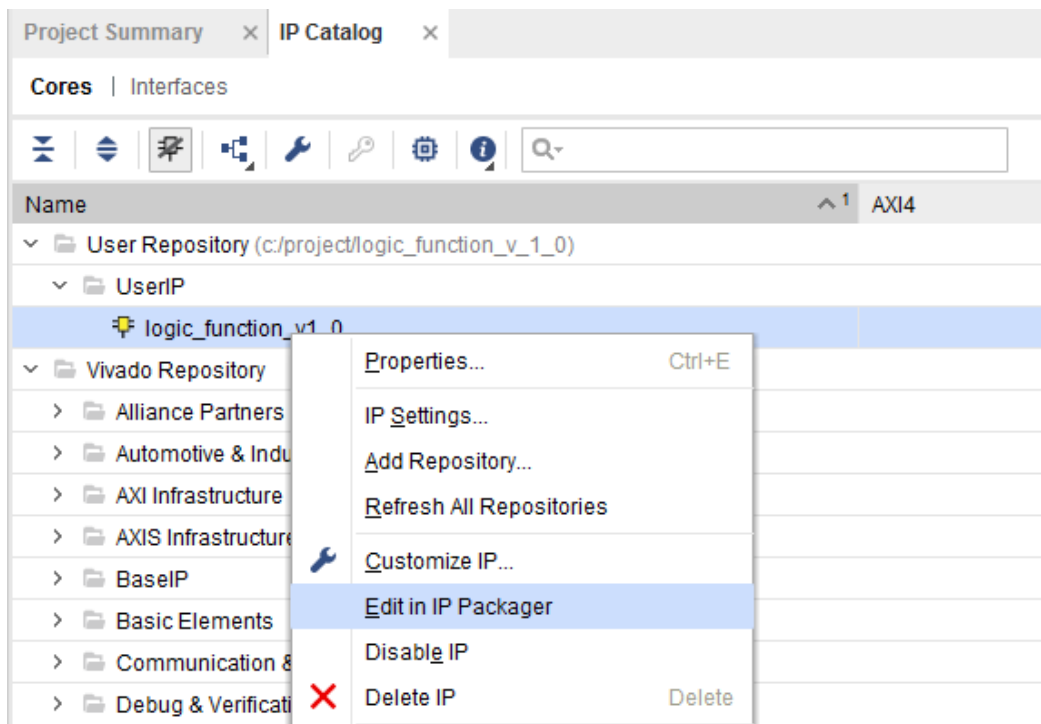 Project Summary × IP Catalog ×
Cores | Interfaces
Name 1 AXI4
User Repository (c:/project/logic_function_v_1_0)
UserIP
logic_function_v1_0
Properties... Ctrl+E
Vivado Repository
Alliance Partners
IP Settings...
Automotive & Indu
Add Repository...
AXI Infrastructure
Refresh All Repositories
AXIS Infrastructure
Customize IP...
BaseIP
Edit in IP Packager
Basic Elements
Disable IP
Communication &
Delete IP Delete
Debug & Verificati